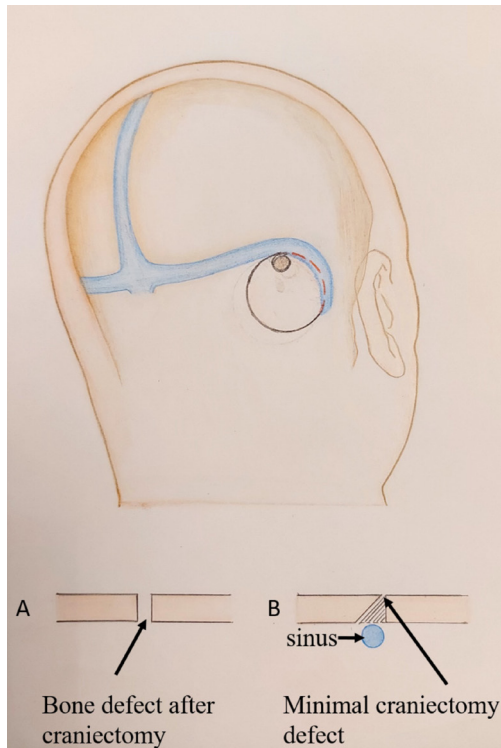 A
B
sinus
Bone defect after
craniectomy
Minimal craniectomy
defect